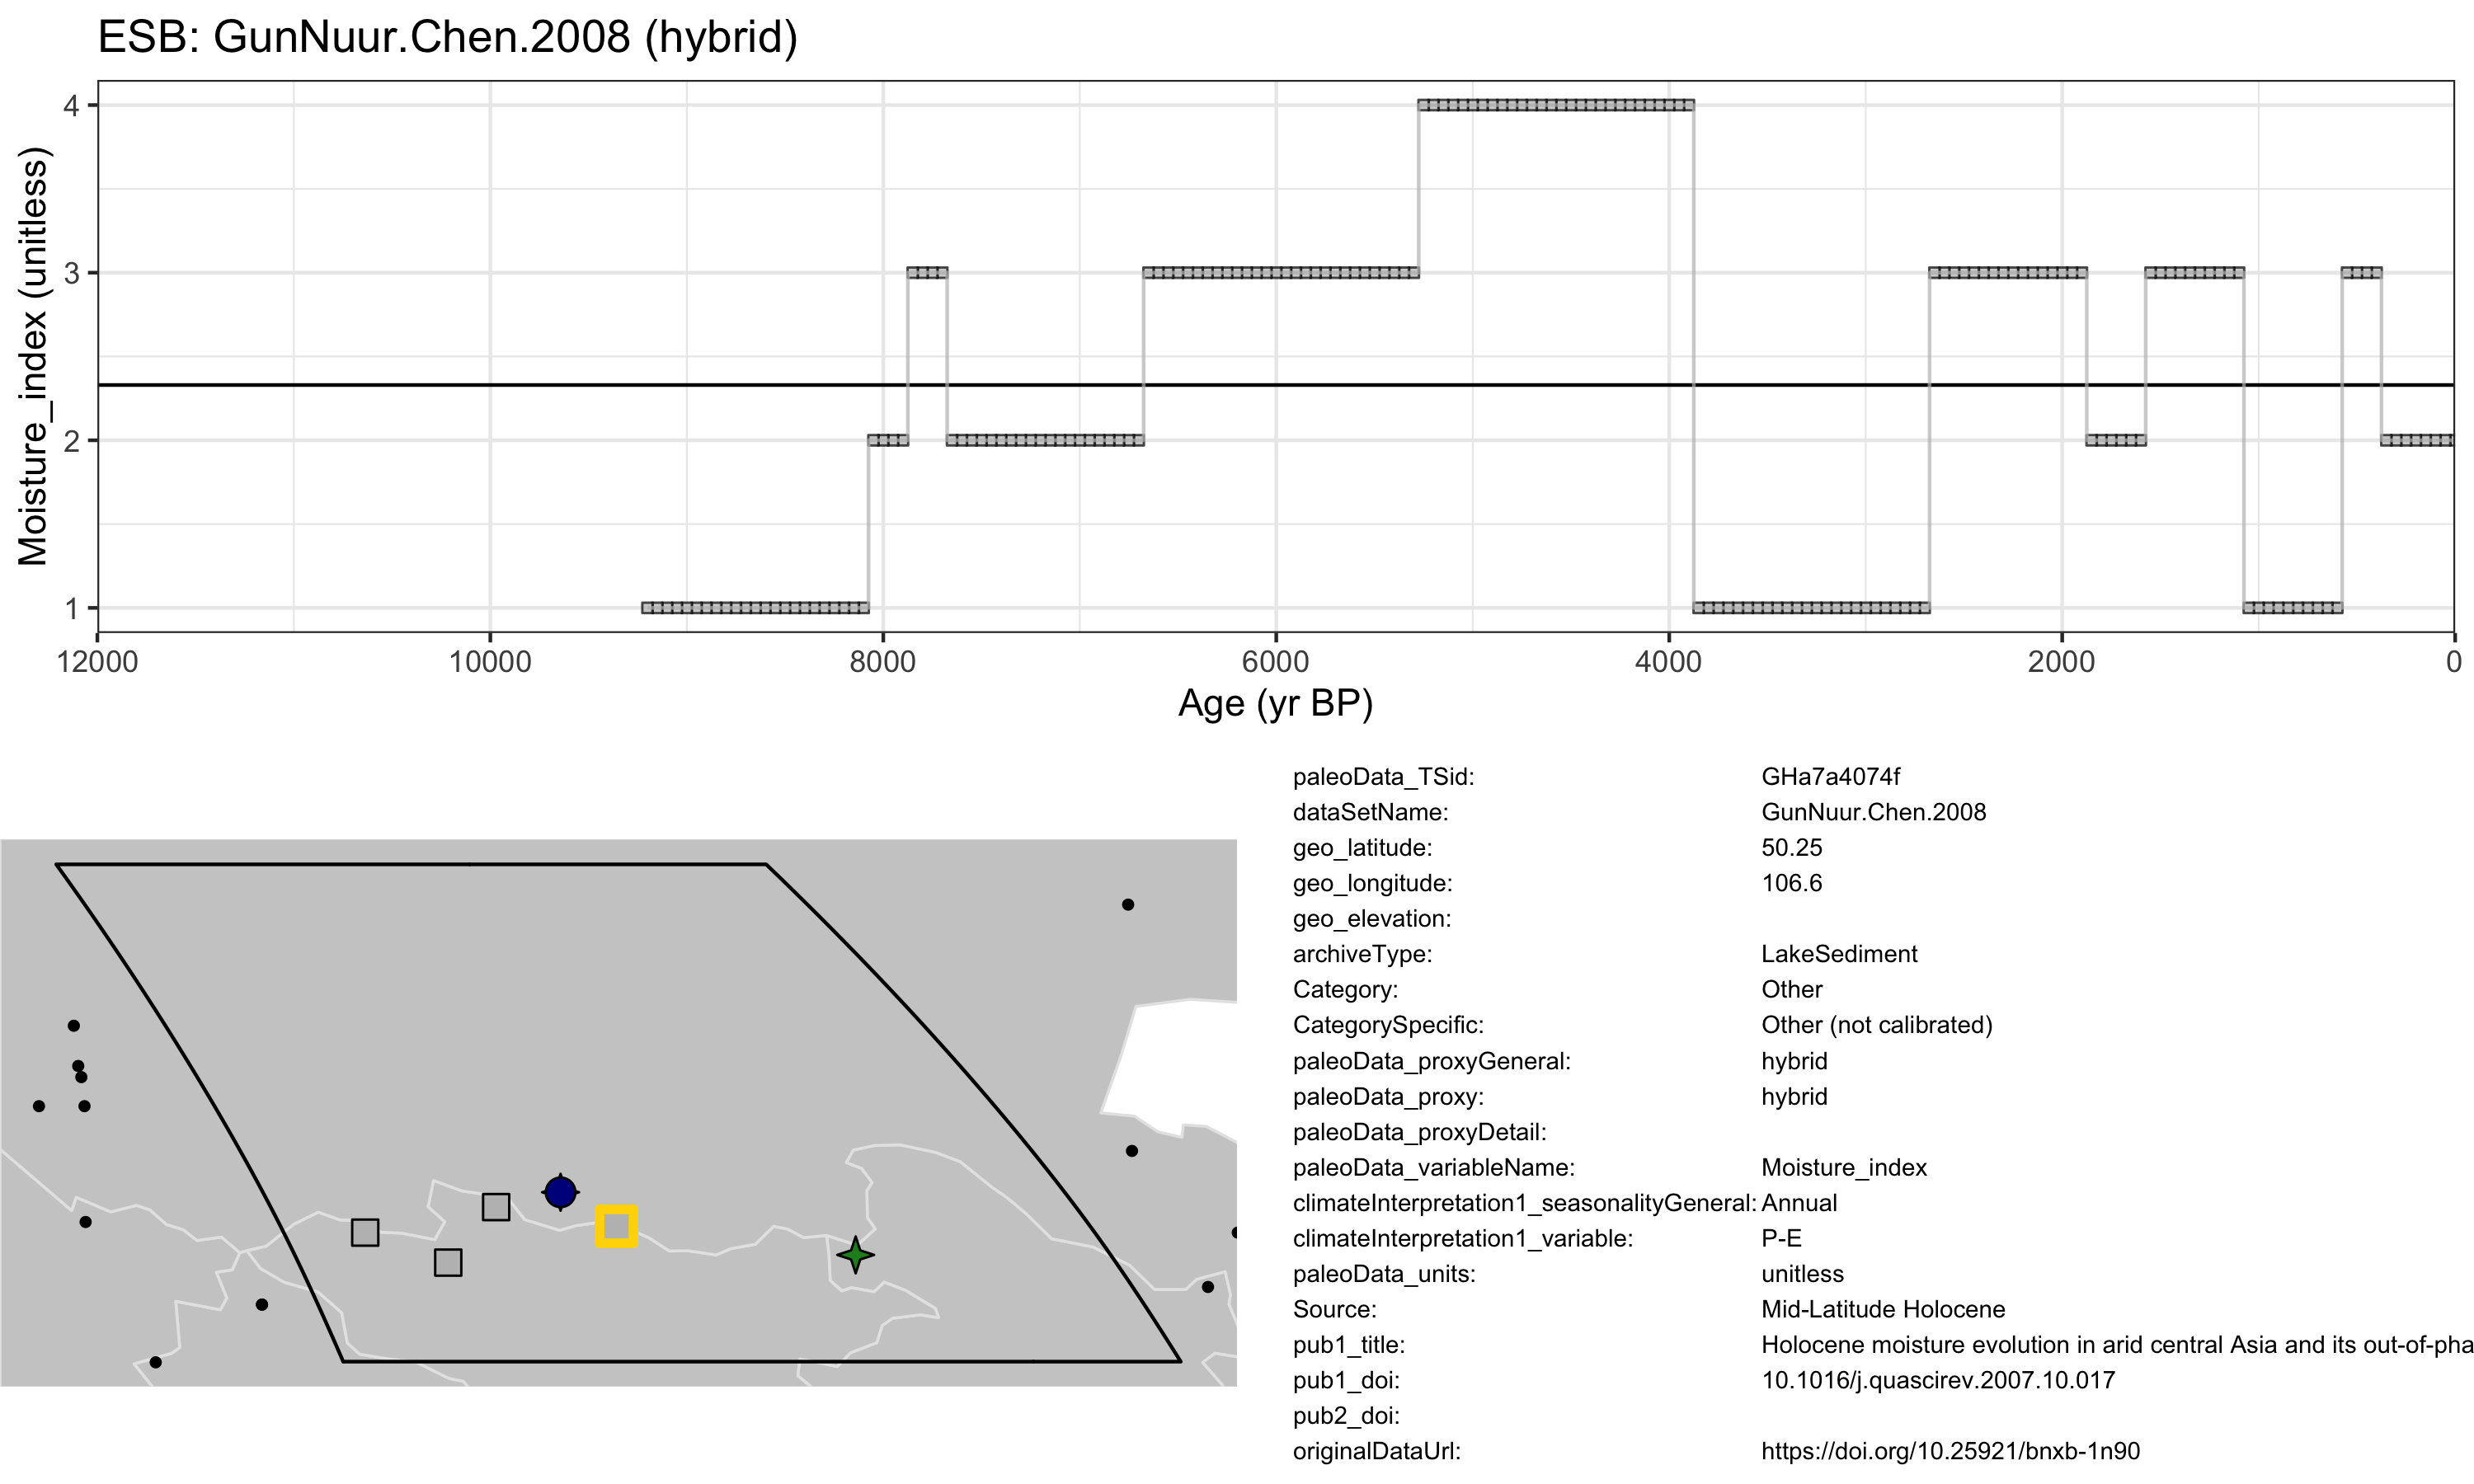 ESB: GunNuur.Chen.2008 (hybrid)
Moisture_index (unitless)
4
3
2
1
12000 10000 8000 6000 4000 2000 0
Age (yr BP)
paleoData_TSid: GHa7a4074f
dataSetName: GunNuur.Chen.2008
geo_latitude: 50.25
geo_longitude: 106.6
geo_elevation:
archiveType: LakeSediment
Category: Other
CategorySpecific: Other (not calibrated)
paleoData_proxyGeneral: hybrid
paleoData_proxy: hybrid
paleoData_proxyDetail:
paleoData_variableName: Moisture_index
climateInterpretation1_seasonalityGeneral: Annual
climateInterpretation1_variable: P-E
paleoData_units: unitless
Source: Mid-Latitude Holocene
pub1_title: Holocene moisture evolution in arid central Asia and its out-of-pha
pub1_doi: 10.1016/j.quascirev.2007.10.017
pub2_doi:
originalDataUrl: https://doi.org/10.25921/bnxb-1n90